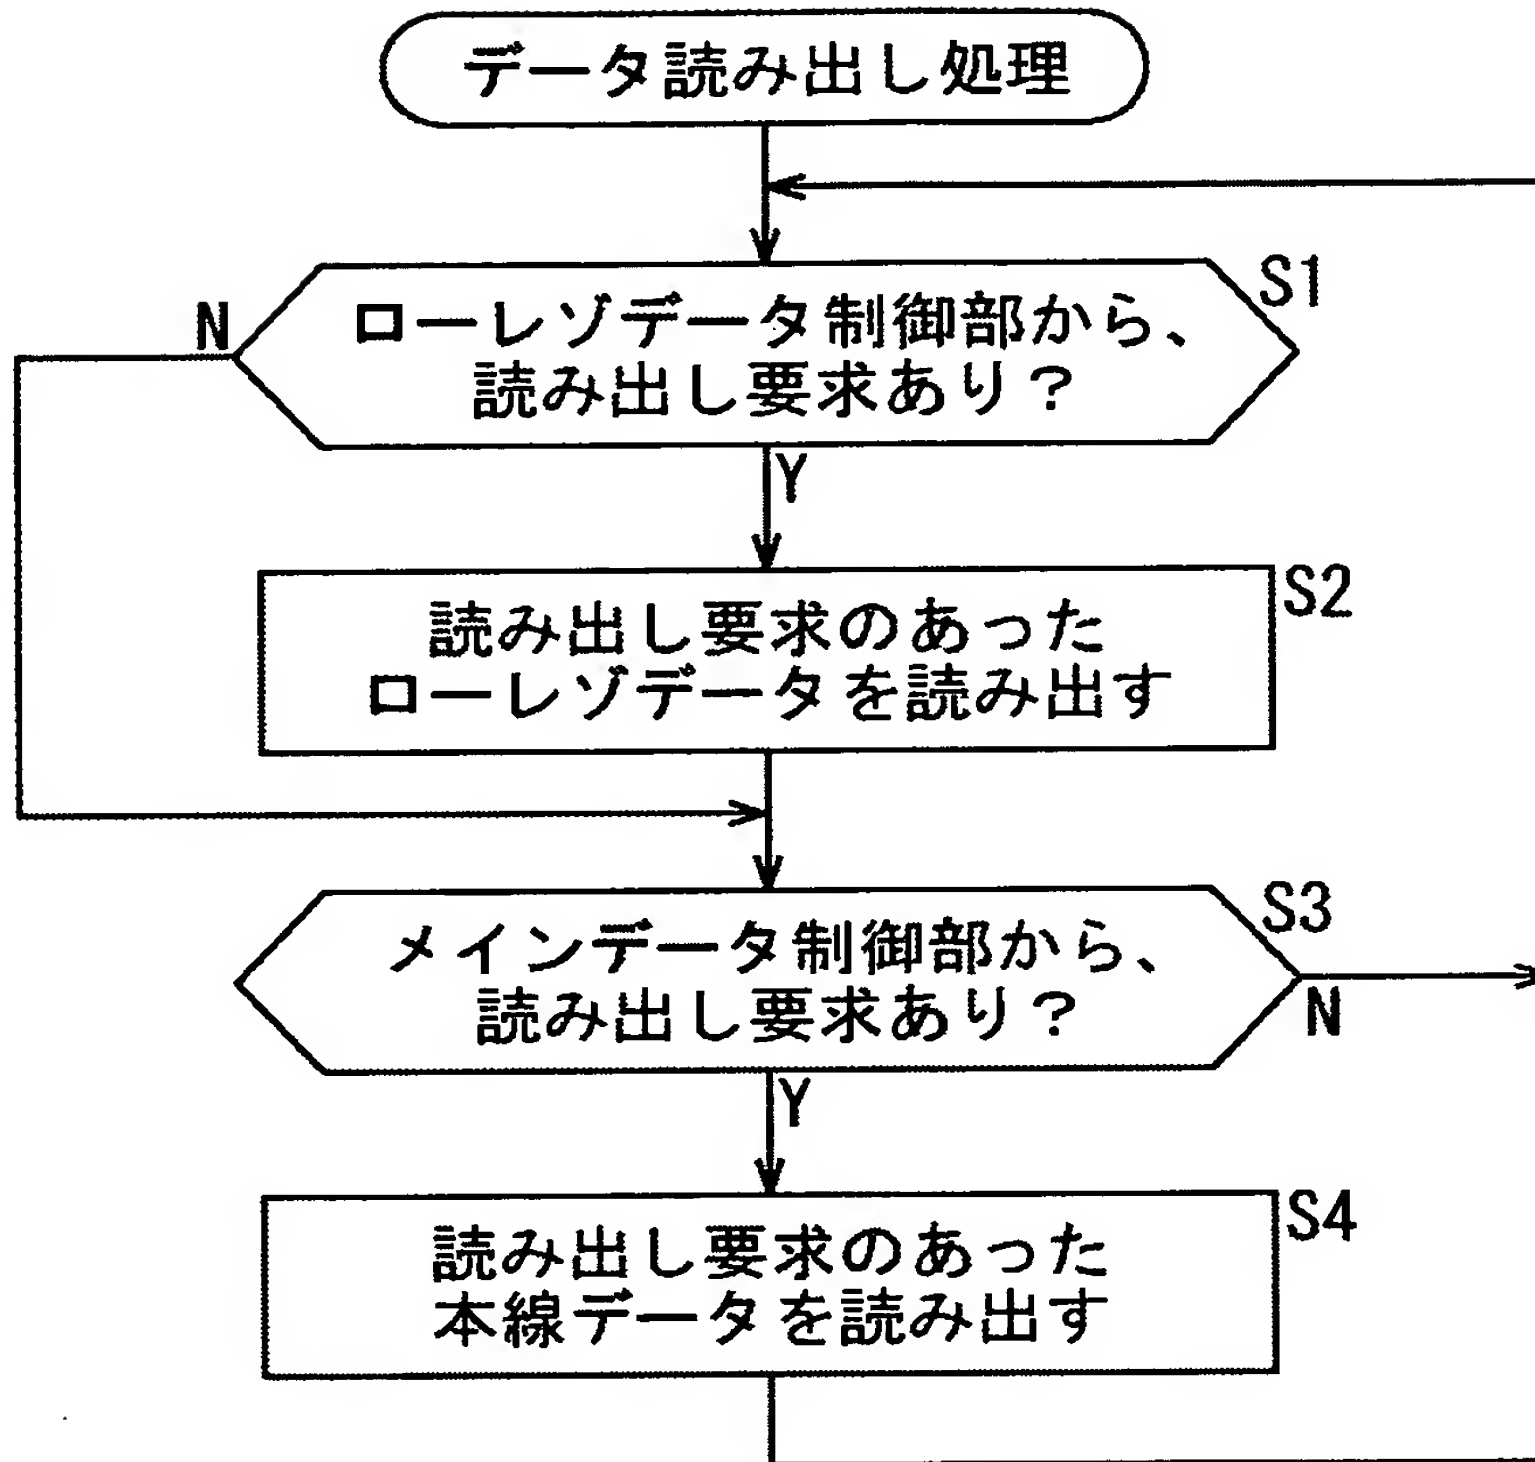 データ読み出し処理
S1
N
ローレゾデータ制御部から、
読み出し要求あり?
Y
S2
読み出し要求のあった
ローレゾデータを読み出す
S3
メインデータ制御部から、
読み出し要求あり?
N
Y
S4
読み出し要求のあった
本線データを読み出す